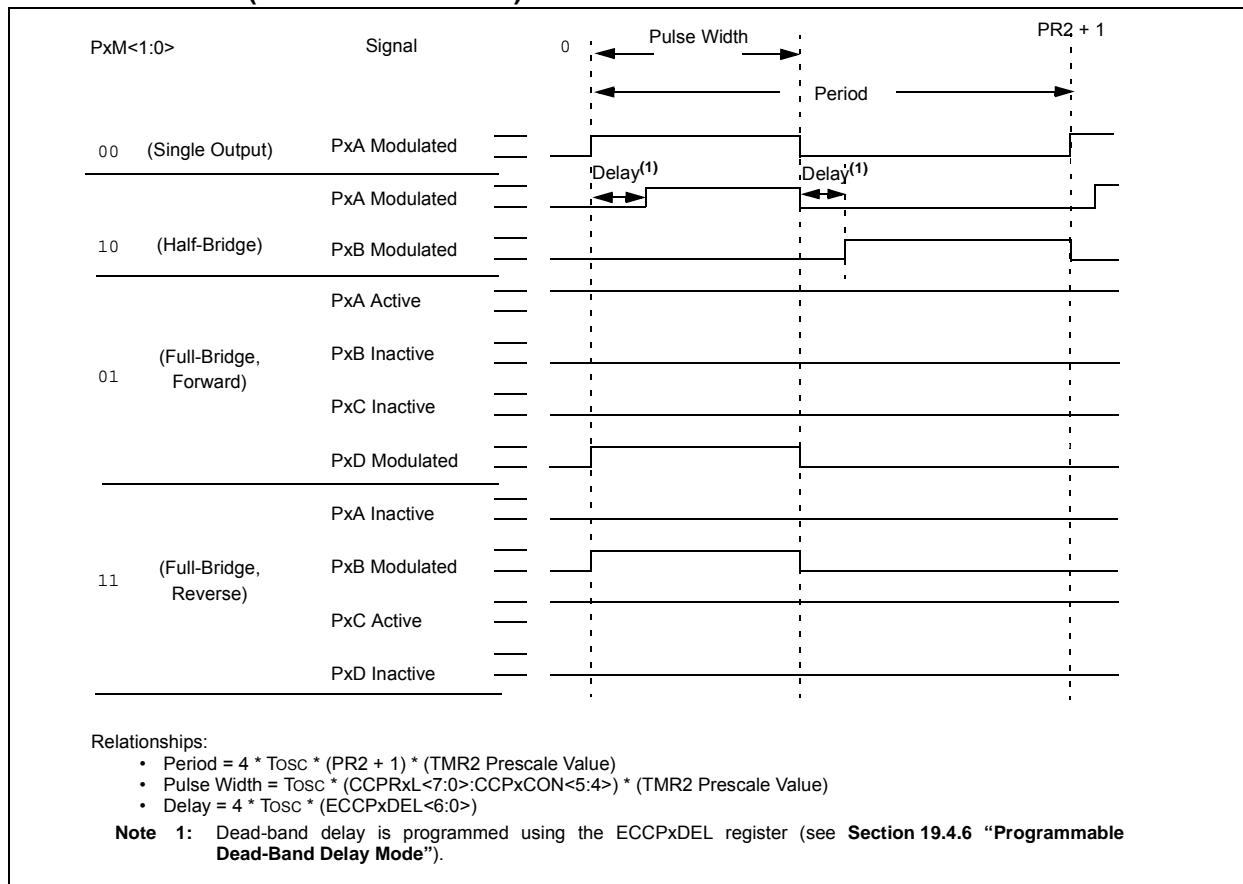 PxM<1:0> Signal 0 Pulse Width PR2 + 1
Period
00 (Single Output) PxA Modulated
Delay(1) Delay(1)
PxA Modulated
10 (Half-Bridge) PxB Modulated
PxA Active
01 (Full-Bridge, Forward) PxB Inactive
PxC Inactive
PxD Modulated
PxA Inactive
11 (Full-Bridge, Reverse) PxB Modulated
PxC Active
PxD Inactive
Relationships:
• Period = 4 * TOSC * (PR2 + 1) * (TMR2 Prescale Value)
• Pulse Width = TOSC * (CCPRxL<7:0>:CCPxCON<5:4>) * (TMR2 Prescale Value)
• Delay = 4 * TOSC * (ECCPxDEL<6:0>)
Note 1: Dead-band delay is programmed using the ECCPxDEL register (see Section 19.4.6 “Programmable
Dead-Band Delay Mode”).